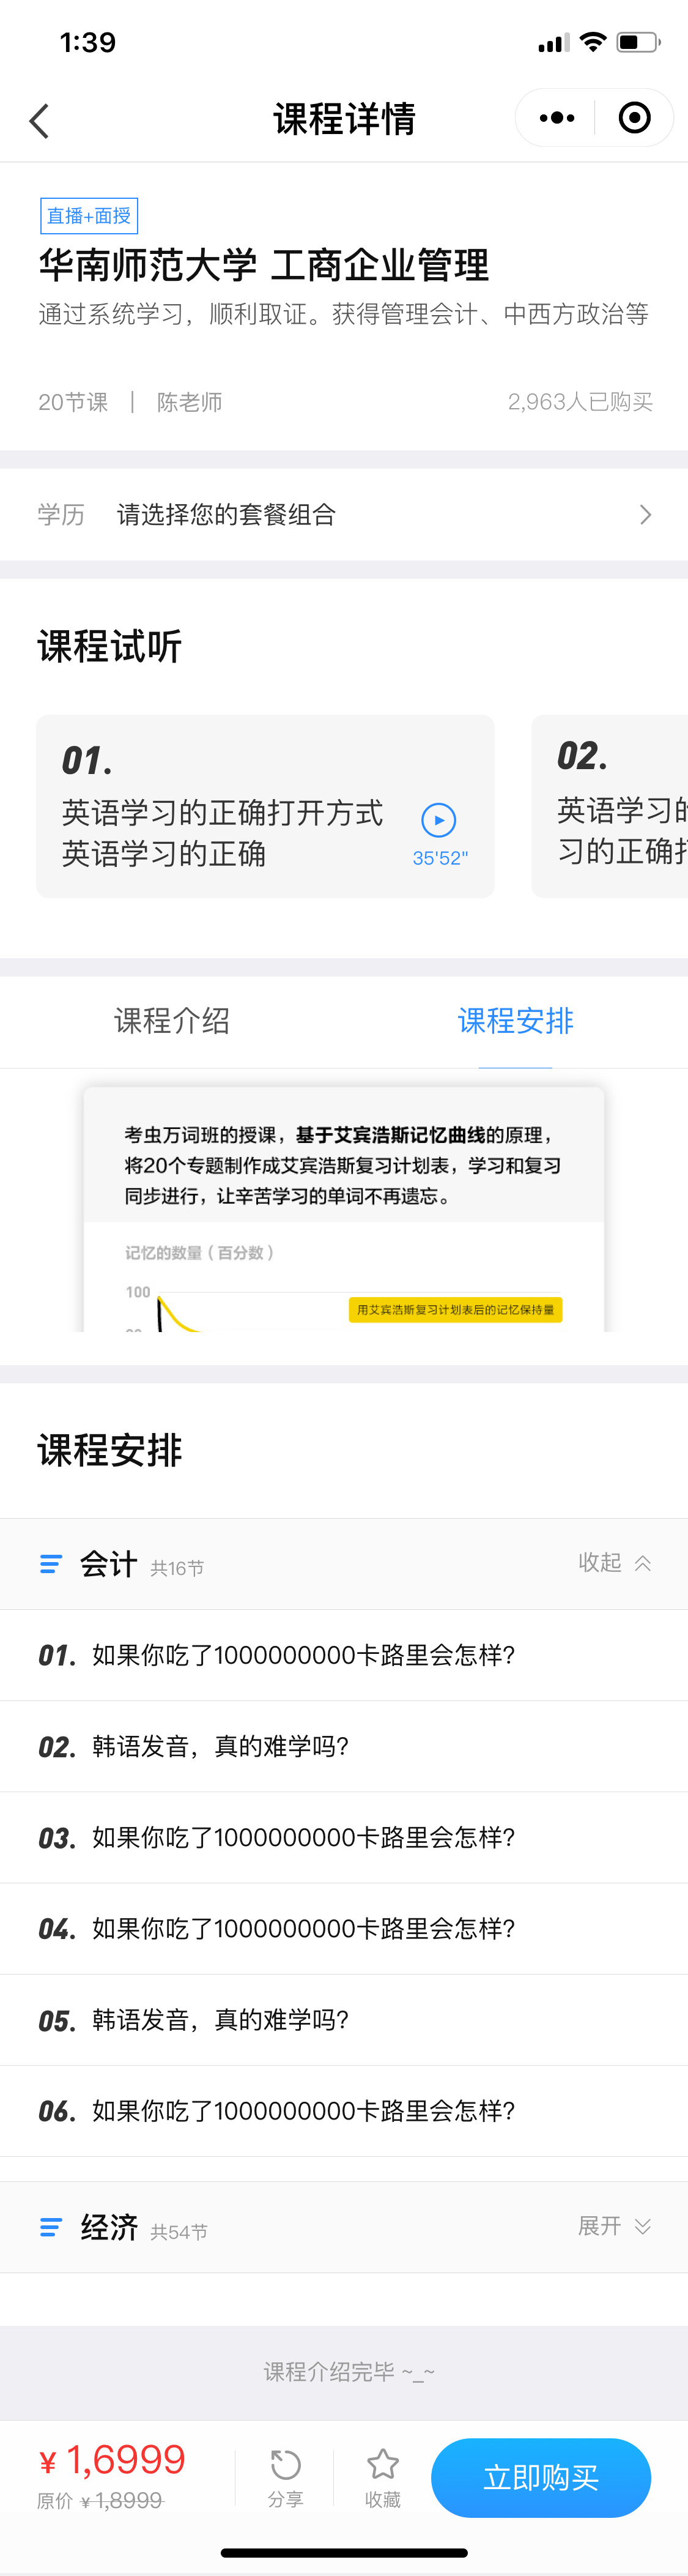 1:39
课程详情
直播+面授
华南师范大学 工商企业管理
通过系统学习，顺利取证。获得管理会计、中西方政治等
20节课 | 陈老师
2,963人已购买
学历 请选择您的套餐组合
课程试听
01.
英语学习的正确打开方式
英语学习的正确
35'52"
02.
英语学习的
习的正确打
课程介绍
课程安排
考虫万词班的授课，基于艾宾浩斯记忆曲线的原理，
将20个专题制作成艾宾浩斯复习计划表，学习和复习
同步进行，让辛苦学习的单词不再遗忘。
记忆的数量（百分数）
100
用艾宾浩斯复习计划表后的记忆保持量
课程安排
会计 共16节
收起
01. 如果你吃了1000000000卡路里会怎样？
02. 韩语发音，真的难学吗？
03. 如果你吃了1000000000卡路里会怎样？
04. 如果你吃了1000000000卡路里会怎样？
05. 韩语发音，真的难学吗？
06. 如果你吃了1000000000卡路里会怎样？
经济 共54节
展开
课程介绍完毕 ~_~
¥ 1,6999
原价 ¥ 1,8999
分享
收藏
立即购买